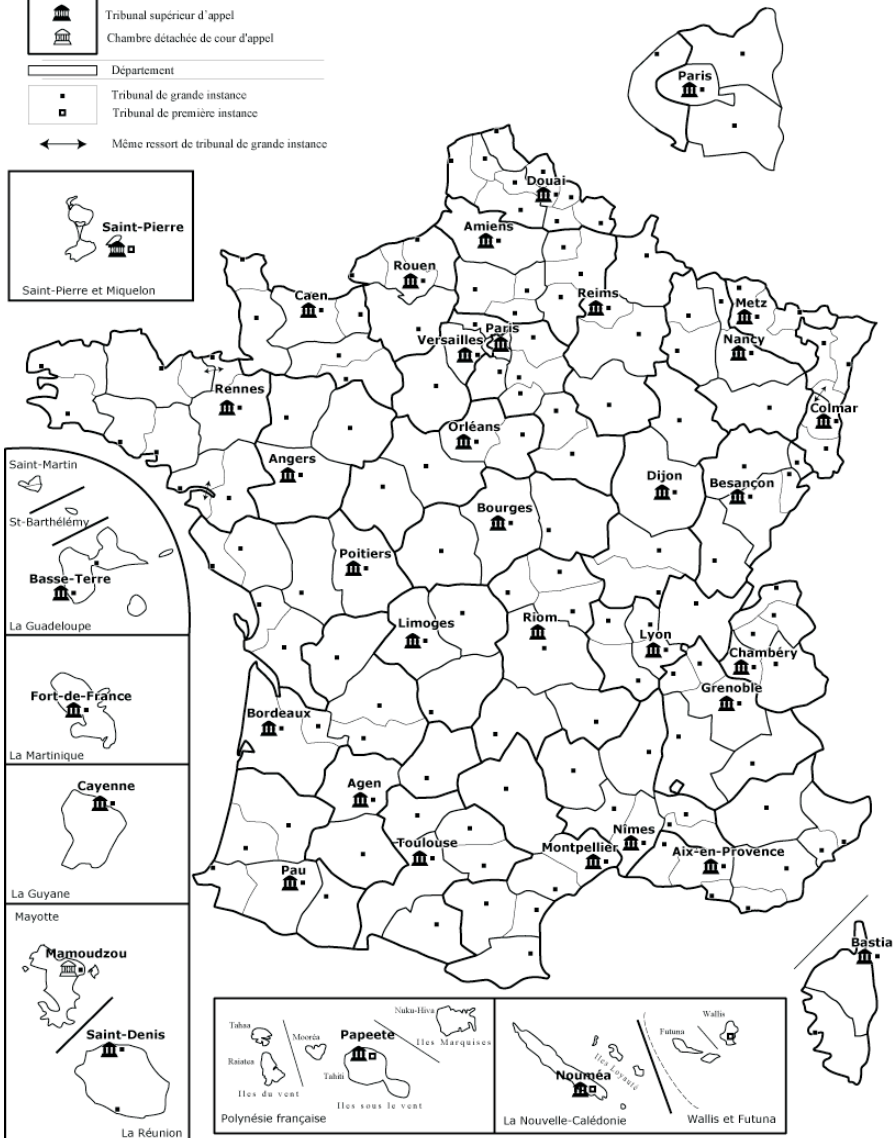 Tribunal supérieur d'appel
Chambre détachée de cour d'appel
Département
Tribunal de grande instance
Tribunal de première instance
Même ressort de tribunal de grande instance
Paris
Saint-Pierre
Saint-Pierre et Miquelon
Douai
Amiens
Rouen
Caen
Reims
Metz
Paris
Versailles
Nancy
Rennes
Colmar
Orléans
Angers
Dijon
Besançon
Bourges
Poitiers
Limoges
Riom
Lyon
Chambéry
Grenoble
Bordeaux
Agen
Toulouse
Montpellier
Nîmes
Aix-en-Provence
Pau
Bastia
Saint-Martin
St-Barthélémy
Basse-Terre
La Guadeloupe
Fort-de-France
La Martinique
Cayenne
La Guyane
Mayotte
Mamoudzou
Saint-Denis
La Réunion
Tahaa
Mooréa
Raiatea
Iles du vent
Papeete
Tahiti
Iles sous le vent
Nuku-Hiva
Iles Marquises
Polynésie française
Nouméa
Iles Loyauté
La Nouvelle-Calédonie
Wallis
Futuna
Wallis et Futuna